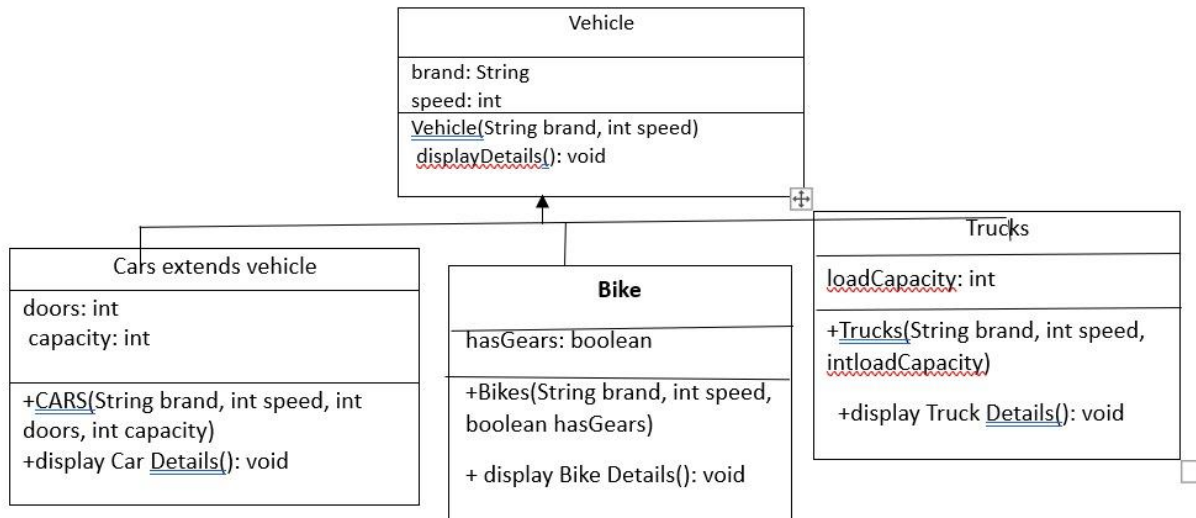 Vehicle
brand: String
speed: int
Vehicle(String brand, int speed)
displayDetails(): void
Cars extends vehicle
doors: int
capacity: int
+CARS(String brand, int speed, int
doors, int capacity)
+display Car Details(): void
Bike
hasGears: boolean
+Bikes(String brand, int speed,
boolean hasGears)
+ display Bike Details(): void
Trucks
loadCapacity: int
+Trucks(String brand, int speed,
intloadCapacity)
+display Truck Details(): void